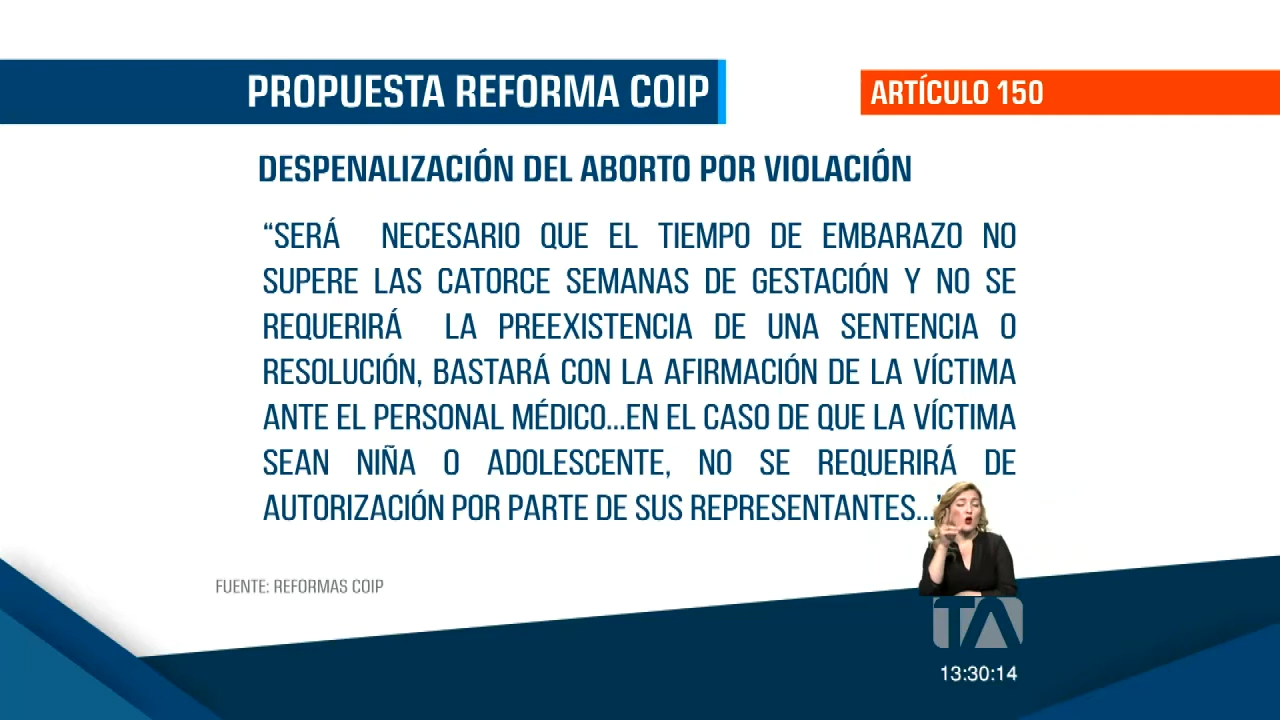 PROPUESTA REFORMA COIP
ARTÍCULO 150
DESPENALIZACIÓN DEL ABORTO POR VIOLACIÓN
“SERÁ NECESARIO QUE EL TIEMPO DE EMBARAZO NO
SUPERE LAS CATORCE SEMANAS DE GESTACIÓN Y NO SE
REQUERIRÁ LA PREEXISTENCIA DE UNA SENTENCIA O
RESOLUCIÓN, BASTARÁ CON LA AFIRMACIÓN DE LA VÍCTIMA
ANTE EL PERSONAL MÉDICO...EN EL CASO DE QUE LA VÍCTIMA
SEAN NIÑA O ADOLESCENTE, NO SE REQUERIRÁ DE
AUTORIZACIÓN POR PARTE DE SUS REPRESENTANTES..."
FUENTE: REFORMAS COIP
TA
13:30:14